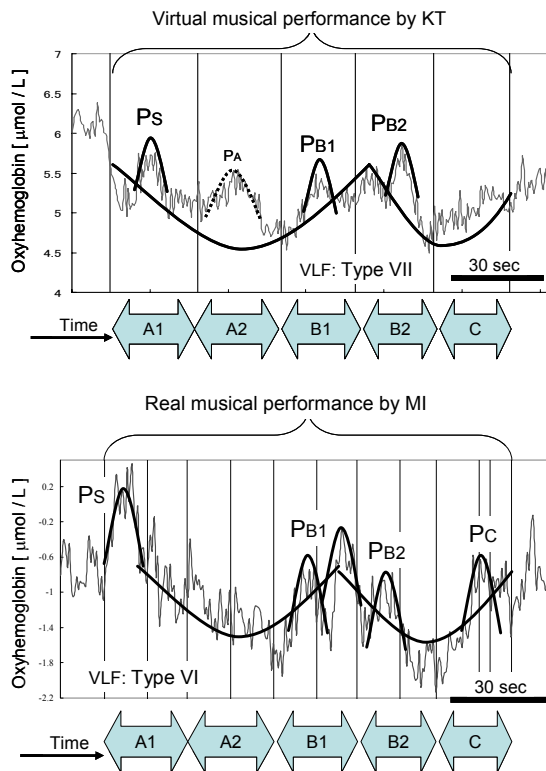 Virtual musical performance by KT
Oxyhemoglobin [ μmol / L ]
7
6.5
6
5.5
5
4.5
4
PS
PA
PB1
PB2
VLF: Type VII
30 sec
Time
A1 A2 B1 B2 C
Real musical performance by MI
Oxyhemoglobin [ μmol / L ]
0.2
-0.2
-0.6
-1
-1.4
-1.8
-2.2
PS
PB1
PB2
PC
VLF: Type VI
30 sec
Time
A1 A2 B1 B2 C